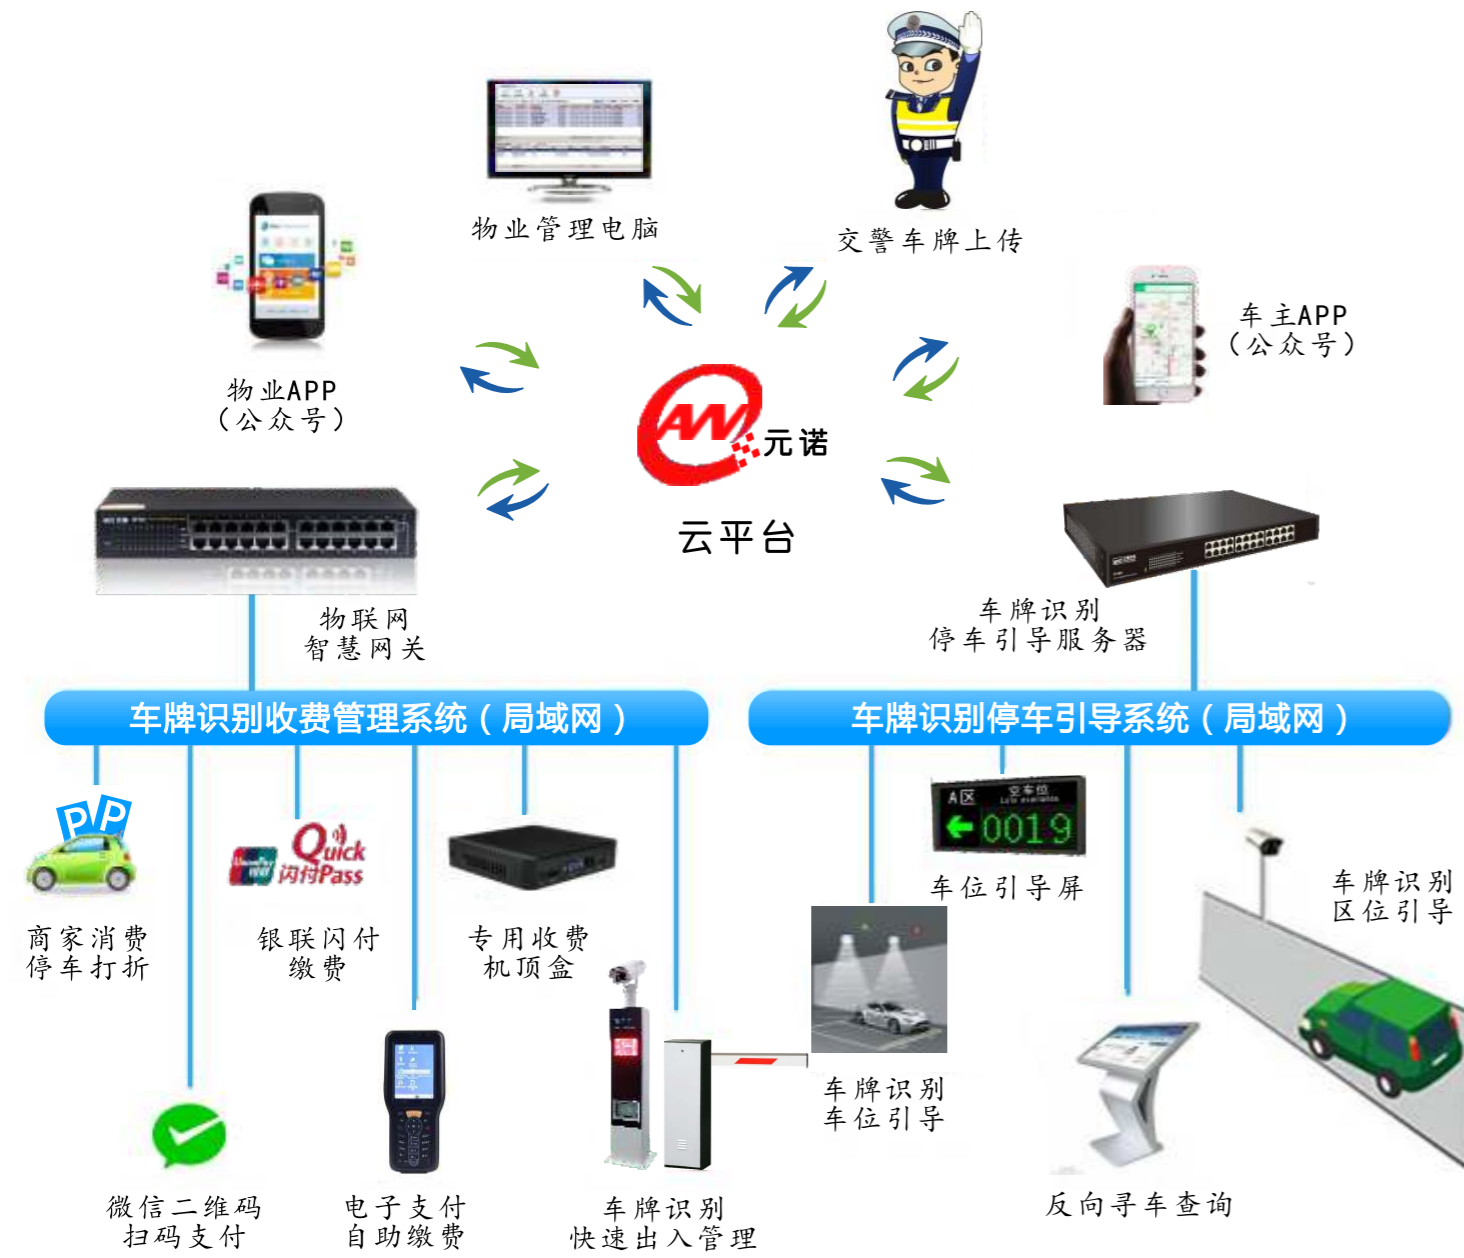 物业管理电脑
交警车牌上传
物业APP
（公众号）
车主APP
（公众号）
元诺
云平台
物联网
智慧网关
车牌识别
停车引导服务器
车牌识别收费管理系统（局域网）
车牌识别停车引导系统（局域网）
PP
商家消费
停车打折
UnionPay
Quick
闪付Pass
银联闪付
缴费
专用收费
机顶盒
A区
空车位
Lots available
0019
车位引导屏
车牌识别
区位引导
车牌识别
车位引导
微信二维码
扫码支付
电子支付
自助缴费
车牌识别
快速出入管理
反向寻车查询